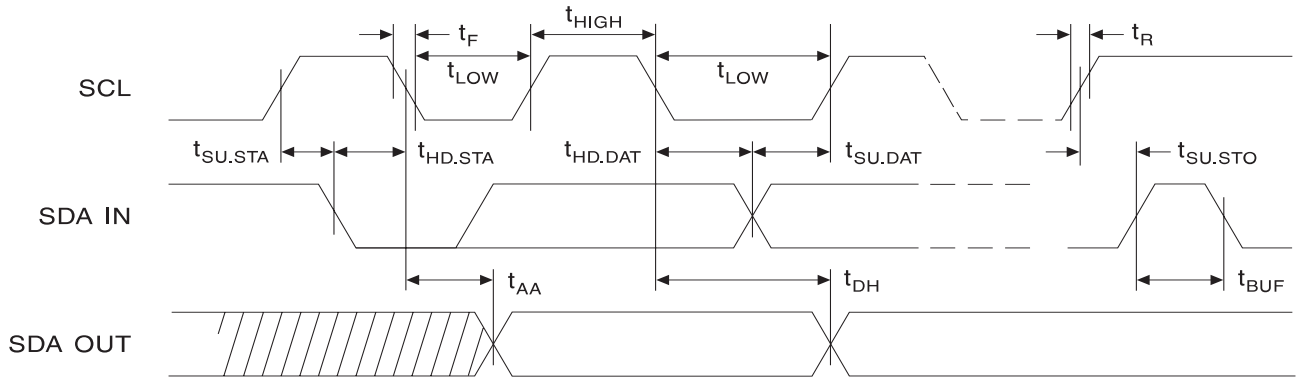 tHIGH
tF
tR
tLOW
tLOW
SCL
tSU.STA
tHD.STA
tHD.DAT
tSU.DAT
tSU.STO
SDA IN
tAA
tDH
tBUF
SDA OUT